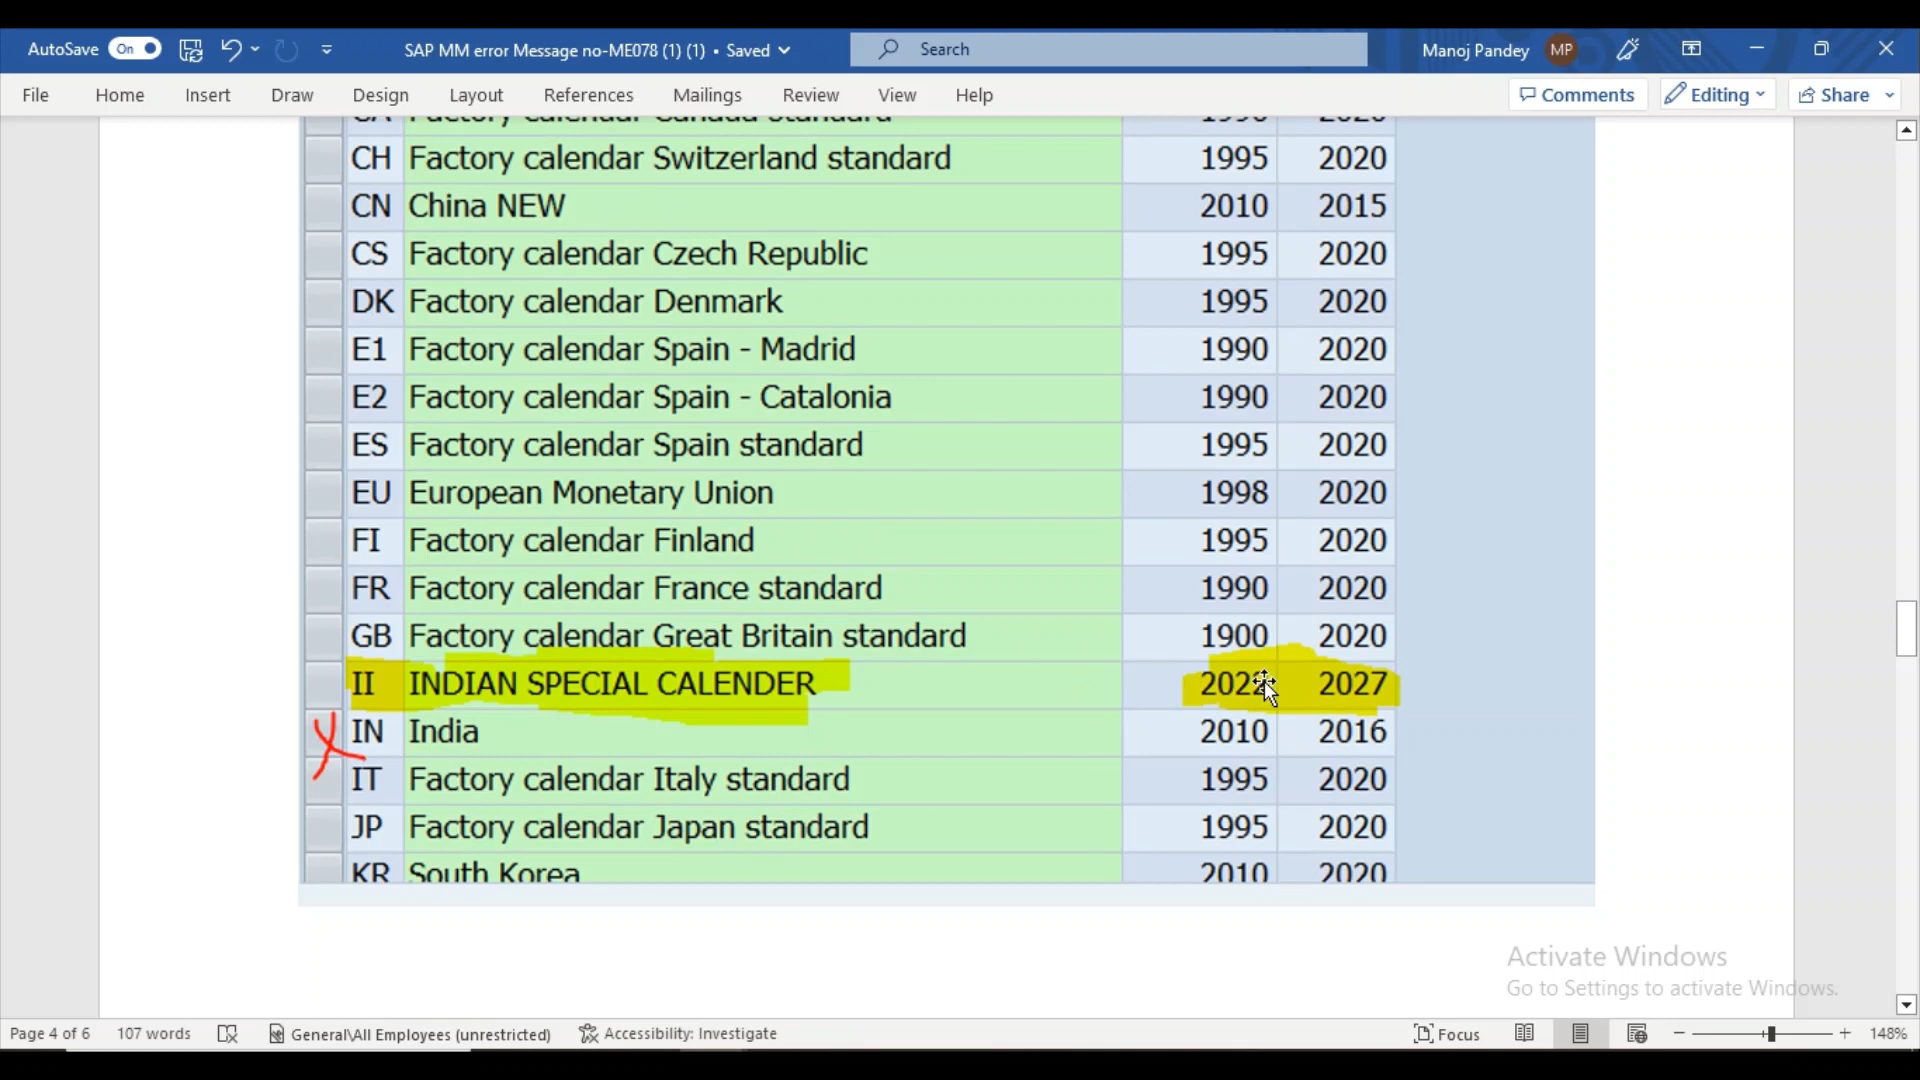 AutoSave On SAP MM error Message no-ME078 (1) (1) • Saved Search Manoj Pandey MP
File Home Insert Draw Design Layout References Mailings Review View Help Comments Editing Share
CA Factory calendar Canada standard 1990 2020
CH Factory calendar Switzerland standard 1995 2020
CN China NEW 2010 2015
CS Factory calendar Czech Republic 1995 2020
DK Factory calendar Denmark 1995 2020
E1 Factory calendar Spain - Madrid 1990 2020
E2 Factory calendar Spain - Catalonia 1990 2020
ES Factory calendar Spain standard 1995 2020
EU European Monetary Union 1998 2020
FI Factory calendar Finland 1995 2020
FR Factory calendar France standard 1990 2020
GB Factory calendar Great Britain standard 1900 2020
II INDIAN SPECIAL CALENDER 2022 2027
IN India 2010 2016
IT Factory calendar Italy standard 1995 2020
JP Factory calendar Japan standard 1995 2020
KR South Korea 2010 2020
Activate Windows
Go to Settings to activate Windows.
Page 4 of 6 107 words General\All Employees (unrestricted) Accessibility: Investigate Focus 148%